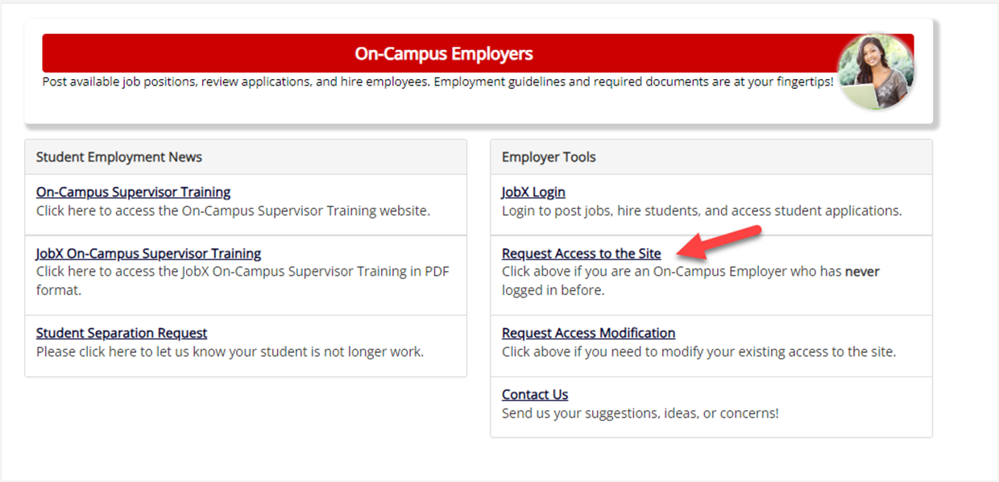 On-Campus Employers
Post available job positions, review applications, and hire employees. Employment guidelines and required documents are at your fingertips!
Student Employment News
On-Campus Supervisor Training
Click here to access the On-Campus Supervisor Training website.
JobX On-Campus Supervisor Training
Click here to access the JobX On-Campus Supervisor Training in PDF
format.
Student Separation Request
Please click here to let us know your student is not longer work.
Employer Tools
JobX Login
Login to post jobs, hire students, and access student applications.
Request Access to the Site
Click above if you are an On-Campus Employer who has never
logged in before.
Request Access Modification
Click above if you need to modify your existing access to the site.
Contact Us
Send us your suggestions, ideas, or concerns!